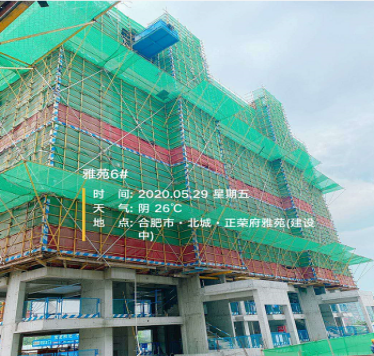 雅苑6#
时 间: 2020.05.29 星期五
天 气: 阴 26℃
地 点: 合肥市·北城·正荣府雅苑(建设
中)